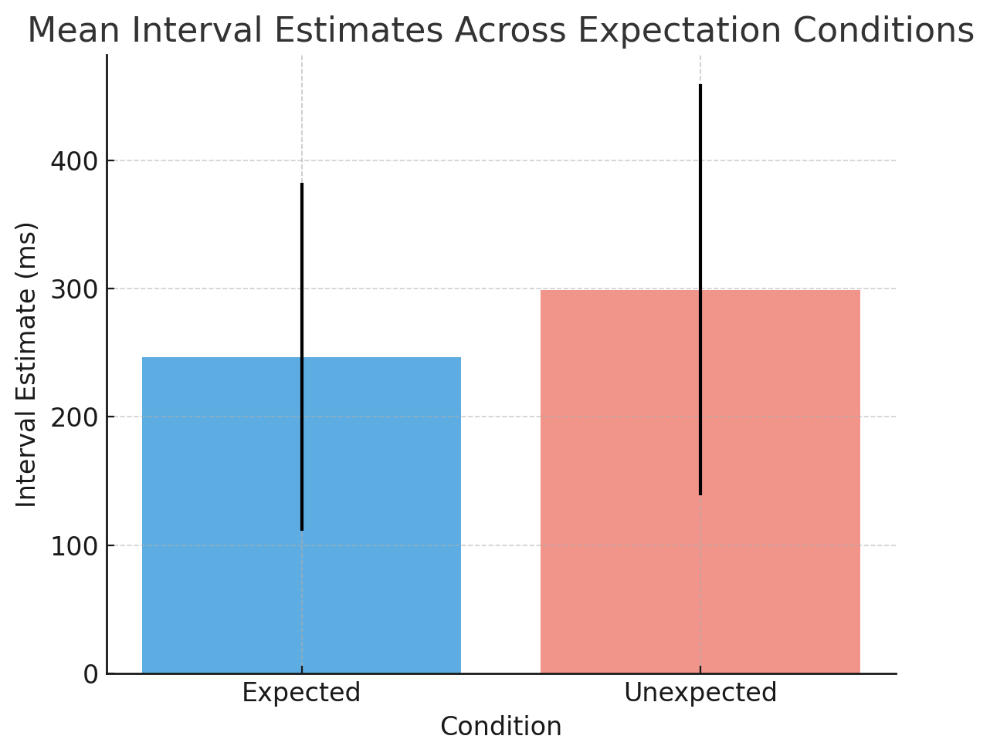 Mean Interval Estimates Across Expectation Conditions
Interval Estimate (ms)
400
300
200
100
0
Expected Unexpected
Condition